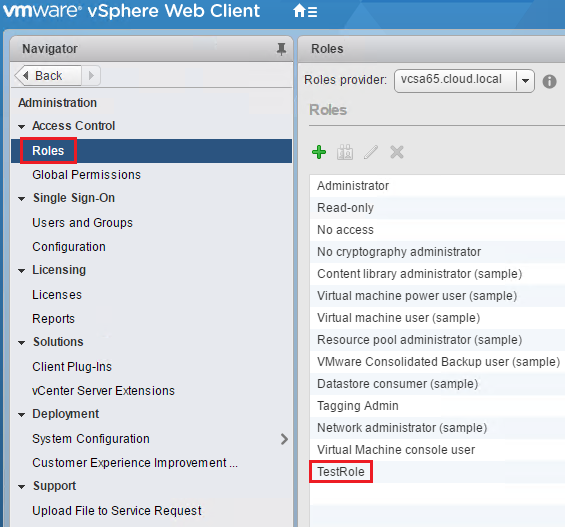 vmware® vSphere Web Client
Navigator
Back
Administration
Access Control
Roles
Global Permissions
Single Sign-On
Users and Groups
Configuration
Licensing
Licenses
Reports
Solutions
Client Plug-Ins
vCenter Server Extensions
Deployment
System Configuration
Customer Experience Improvement ...
Support
Upload File to Service Request
Roles
Roles provider: vcsa65.cloud.local
Roles
Administrator
Read-only
No access
No cryptography administrator
Content library administrator (sample)
Virtual machine power user (sample)
Virtual machine user (sample)
Resource pool administrator (sample)
VMware Consolidated Backup user (sample)
Datastore consumer (sample)
Tagging Admin
Network administrator (sample)
Virtual Machine console user
TestRole